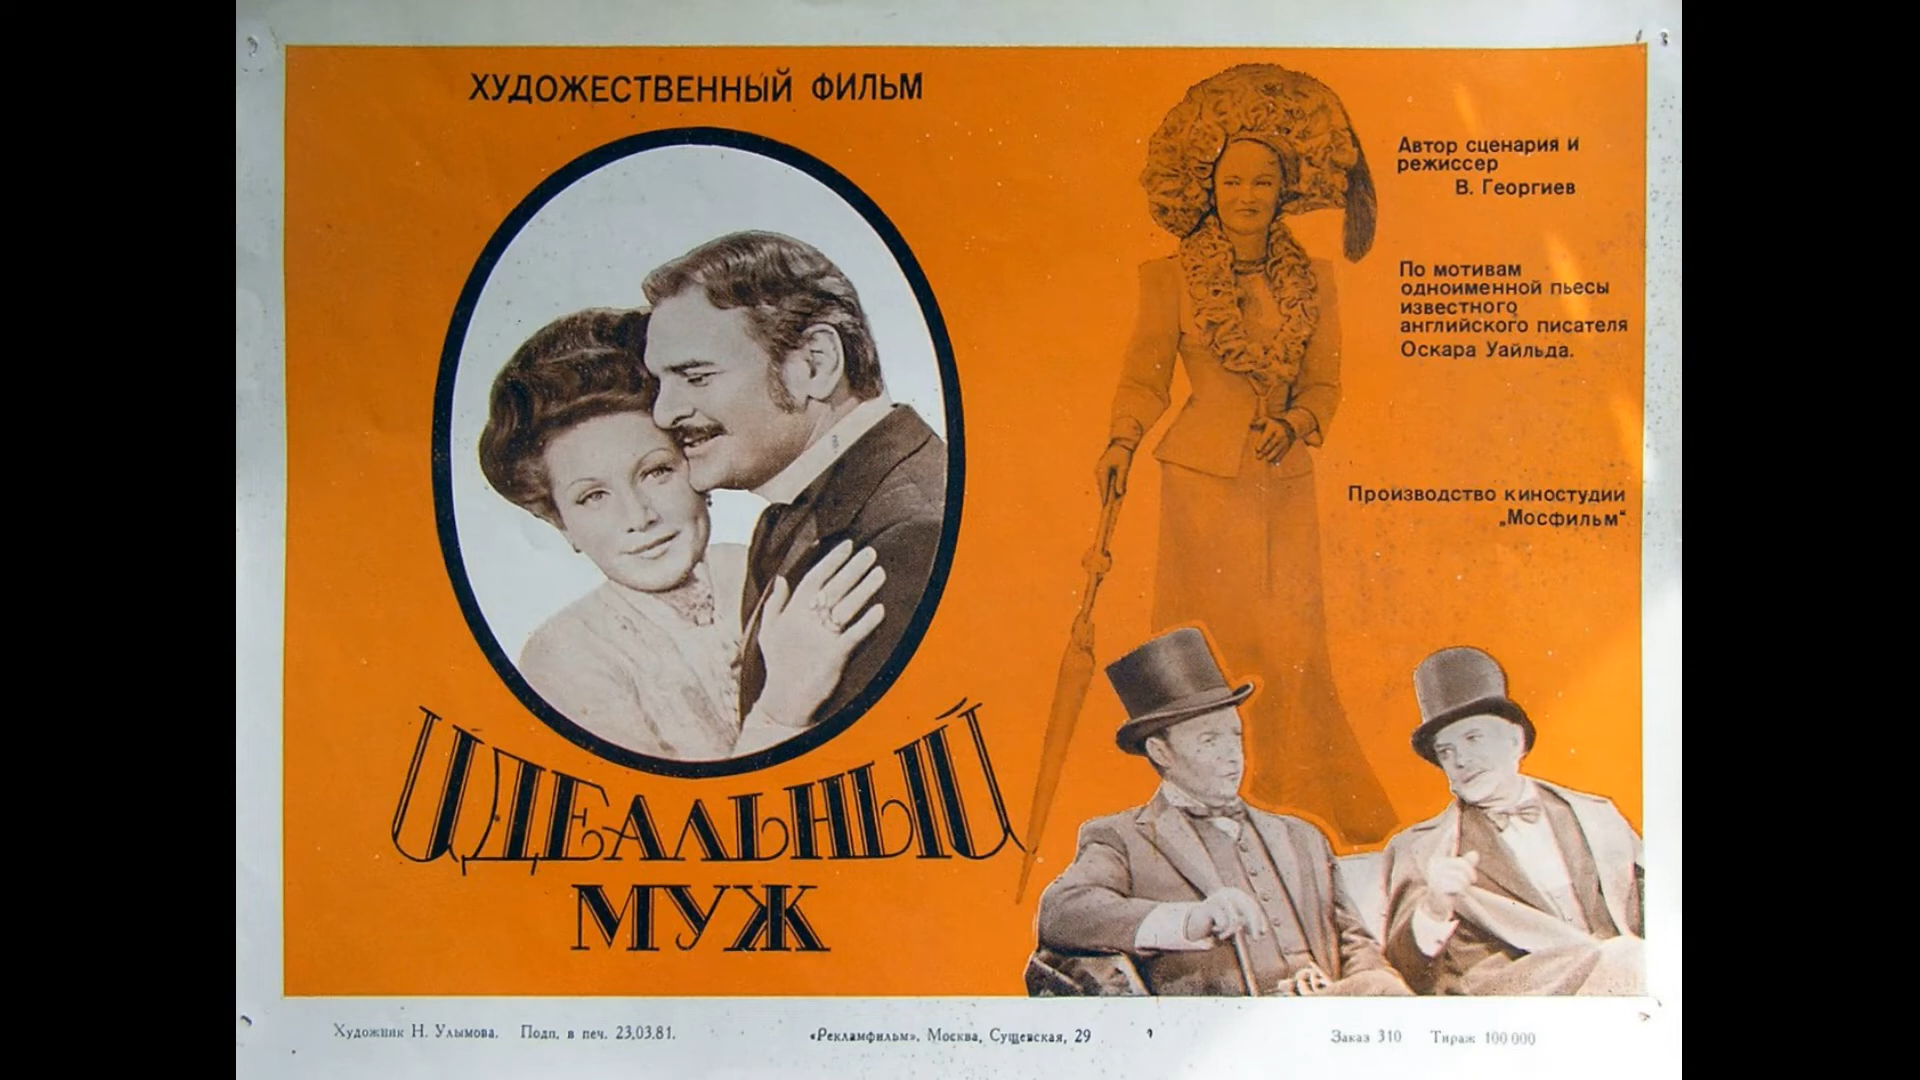 ХУДОЖЕСТВЕННЫЙ ФИЛЬМ
Автор сценария и
режиссер
В. Георгиев
По мотивам
одноименной пьесы
известного
английского писателя
Оскара Уайльда.
Производство киностудии
„Мосфильм“
ИДЕАЛЬНЫЙ
МУЖ
Художник Н. Улымова. Подп. в печ. 23.03.81.
«Рекламфильм». Москва, Сущевская, 29
Заказ 310 Тираж 100 000